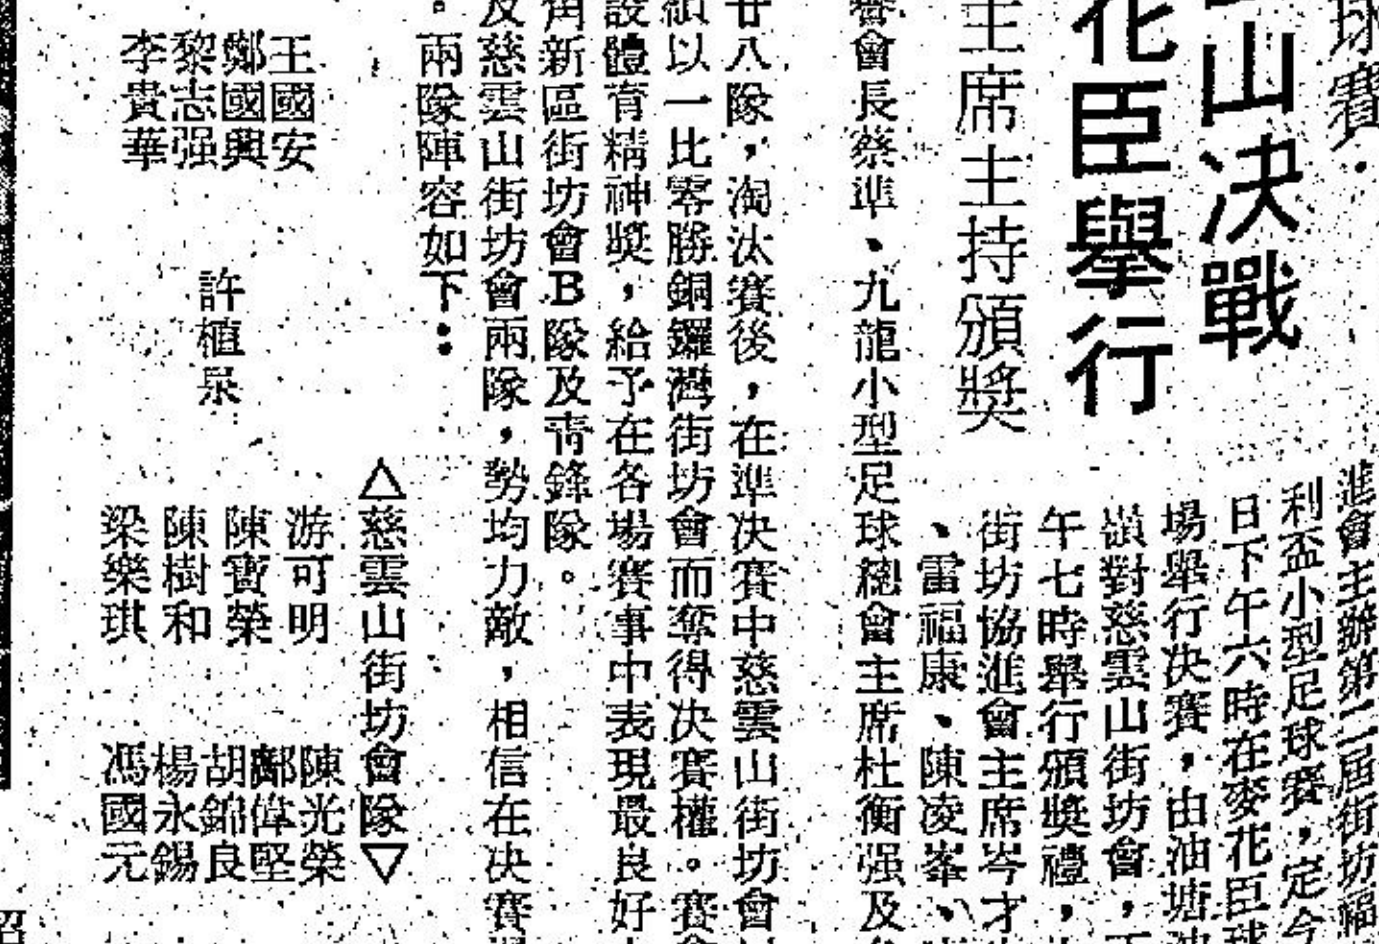 球賽
山決戰
花臣舉行
主席主持頒獎
進會主辦第二屆街坊福
利盃小型足球賽，定今
日下午六時在麥花臣球
場舉行決賽，由油塘
嶺對慈雲山街坊會，下
午七時舉行頒獎禮，
街坊協進會主席岑才
、雷福康、陳凌峯、
會長蔡準、九龍小型足球總會主席杜衡强及
廿八隊，淘汰賽後，在準決賽中慈雲山街坊會
以一比零勝銅鑼灣街坊會而奪得決賽權。賽會
設體育精神獎，給予在各場賽事中表現最良好
角新區街坊會B隊及青鋒隊。
及慈雲山街坊會兩隊，勢均力敵，相信在決賽
。兩隊陣容如下：
△慈雲山街坊會隊▽
王國安 游可明 陳光榮
鄭國興 陳寶榮 鄺偉堅
許植 胡錦良
黎志强 陳樹和 楊永錫
李貴華 梁樂琪 馮國元